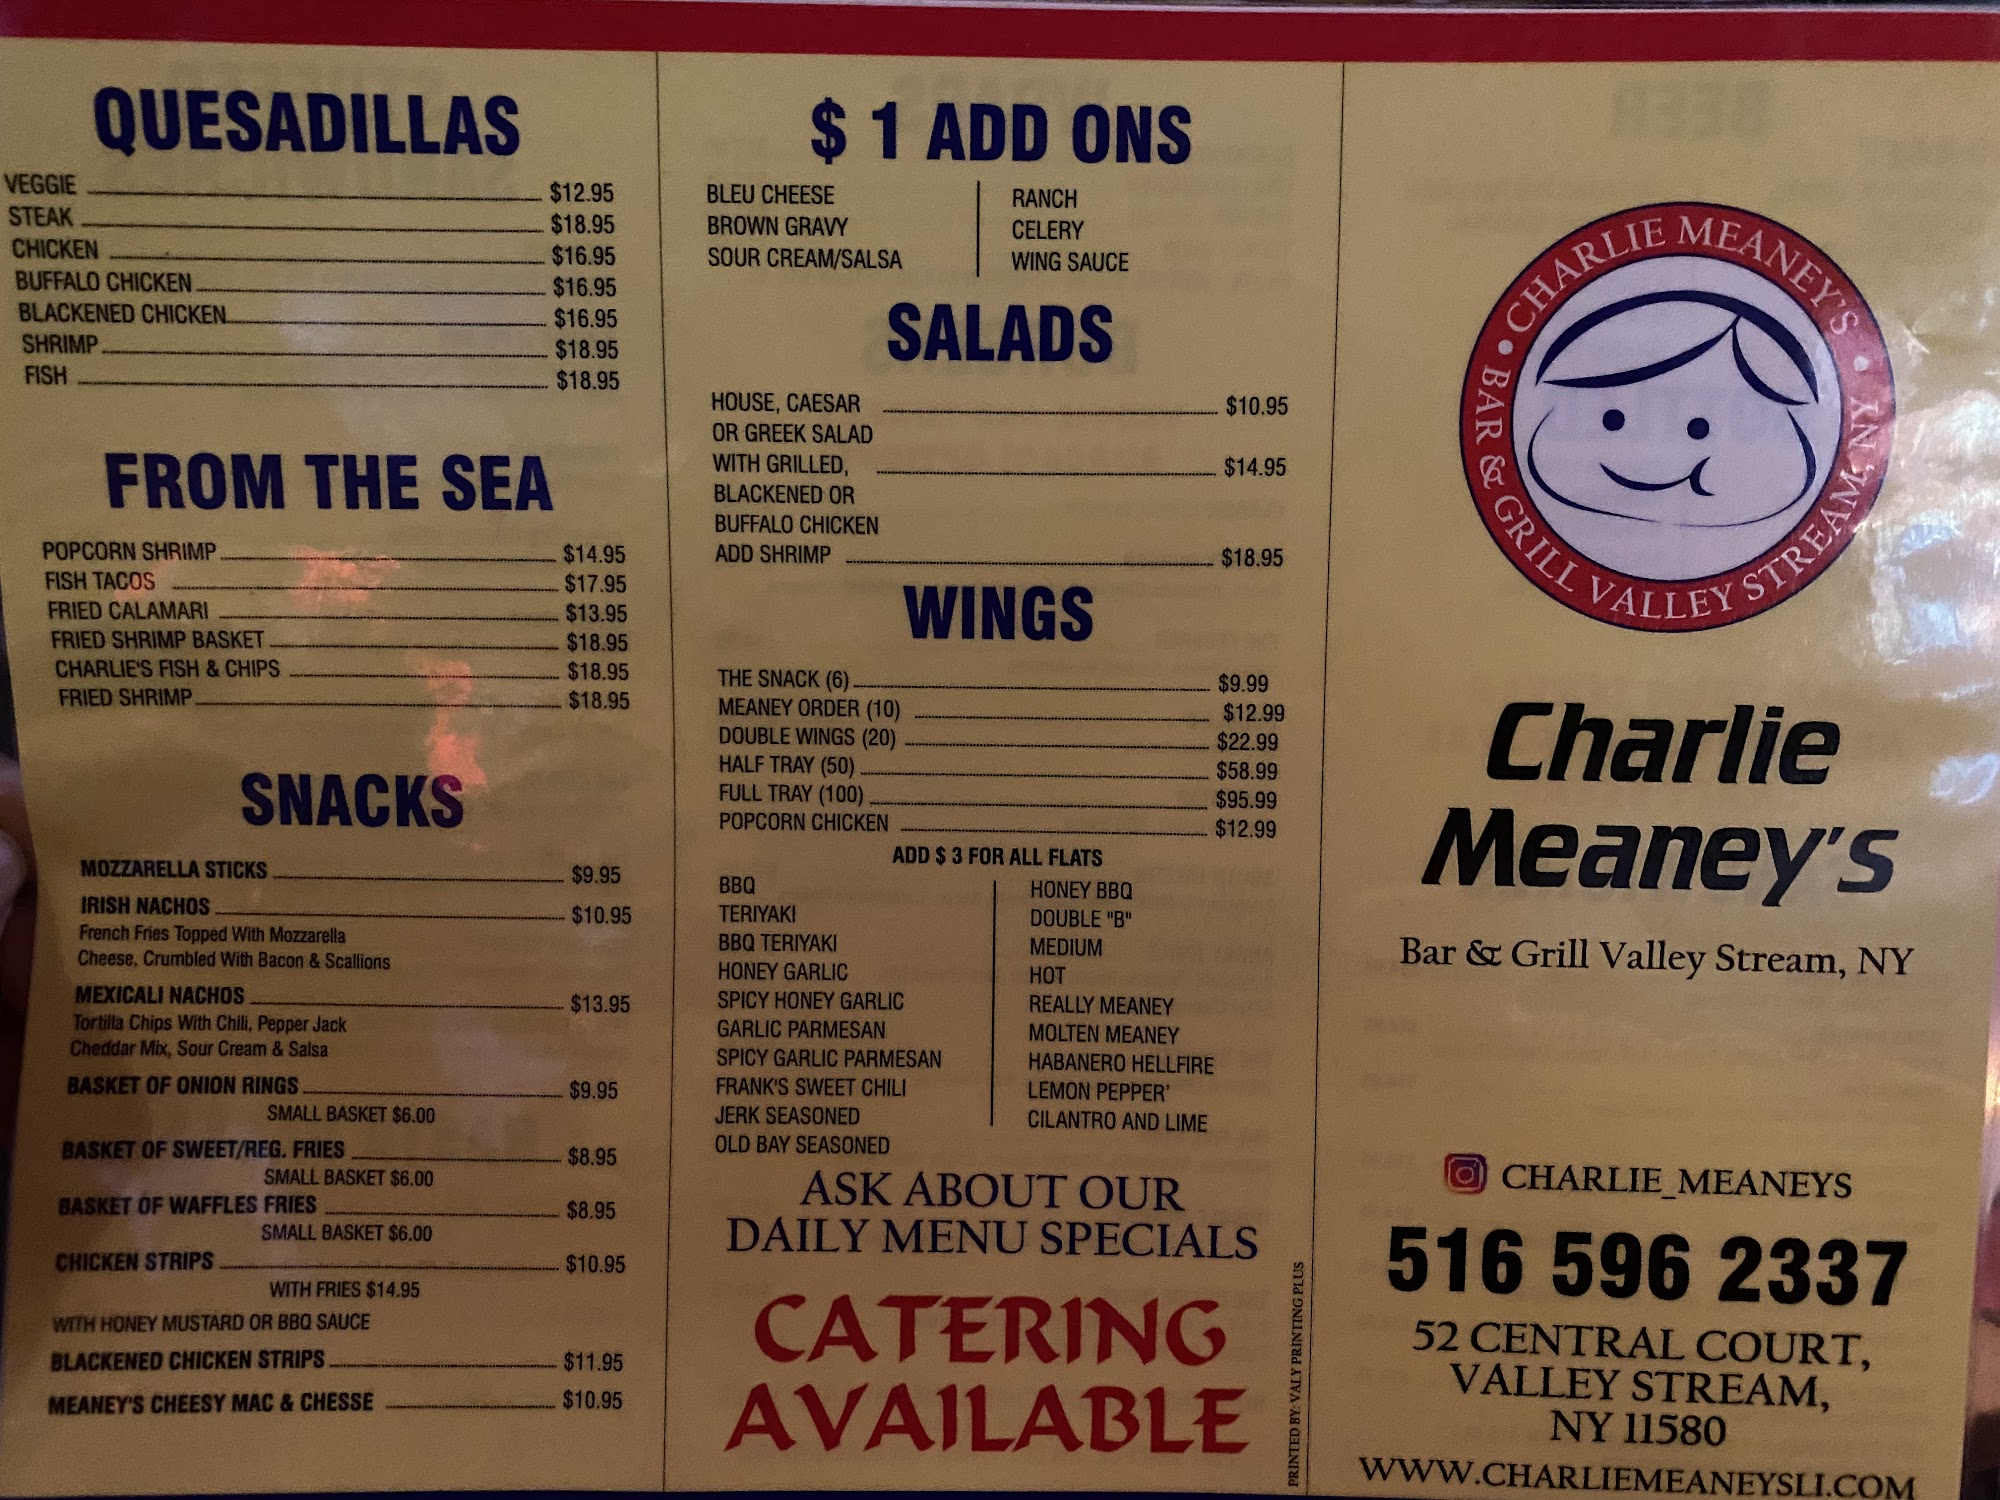 QUESADILLAS
VEGGIE $12.95
STEAK $18.95
CHICKEN $16.95
BUFFALO CHICKEN $16.95
BLACKENED CHICKEN $16.95
SHRIMP $18.95
FISH $18.95
FROM THE SEA
POPCORN SHRIMP $14.95
FISH TACOS $17.95
FRIED CALAMARI $13.95
FRIED SHRIMP BASKET $18.95
CHARLIE'S FISH & CHIPS $18.95
FRIED SHRIMP $18.95
SNACKS
MOZZARELLA STICKS $9.95
IRISH NACHOS $10.95
French Fries Topped With Mozzarella
Cheese, Crumbled With Bacon & Scallions
MEXICALI NACHOS $13.95
Tortilla Chips With Chili, Pepper Jack
Cheddar Mix, Sour Cream & Salsa
BASKET OF ONION RINGS $9.95
SMALL BASKET $6.00
BASKET OF SWEET/REG. FRIES $8.95
SMALL BASKET $6.00
BASKET OF WAFFLES FRIES $8.95
SMALL BASKET $6.00
CHICKEN STRIPS $10.95
WITH FRIES $14.95
WITH HONEY MUSTARD OR BBQ SAUCE
BLACKENED CHICKEN STRIPS $11.95
MEANEY'S CHEESY MAC & CHESSE $10.95
$ 1 ADD ONS
BLEU CHEESE
BROWN GRAVY
SOUR CREAM/SALSA
RANCH
CELERY
WING SAUCE
SALADS
HOUSE, CAESAR $10.95
OR GREEK SALAD
WITH GRILLED, $14.95
BLACKENED OR
BUFFALO CHICKEN
ADD SHRIMP $18.95
WINGS
THE SNACK (6) $9.99
MEANEY ORDER (10) $12.99
DOUBLE WINGS (20) $22.99
HALF TRAY (50) $58.99
FULL TRAY (100) $95.99
POPCORN CHICKEN $12.99
ADD $ 3 FOR ALL FLATS
BBQ
TERIYAKI
BBQ TERIYAKI
HONEY GARLIC
SPICY HONEY GARLIC
GARLIC PARMESAN
SPICY GARLIC PARMESAN
FRANK'S SWEET CHILI
JERK SEASONED
OLD BAY SEASONED
HONEY BBQ
DOUBLE "B"
MEDIUM
HOT
REALLY MEANEY
MOLTEN MEANEY
HABANERO HELLFIRE
LEMON PEPPER'
CILANTRO AND LIME
ASK ABOUT OUR
DAILY MENU SPECIALS
CATERING
AVAILABLE
PRINTED BY: VALY PRINTING PLUS
• CHARLIE MEANEY'S •
BAR & GRILL VALLEY STREAM, NY
Charlie
Meaney's
Bar & Grill Valley Stream, NY
CHARLIE_MEANEYS
516 596 2337
52 CENTRAL COURT,
VALLEY STREAM,
NY 11580
WWW.CHARLIEMEANEYSLI.COM